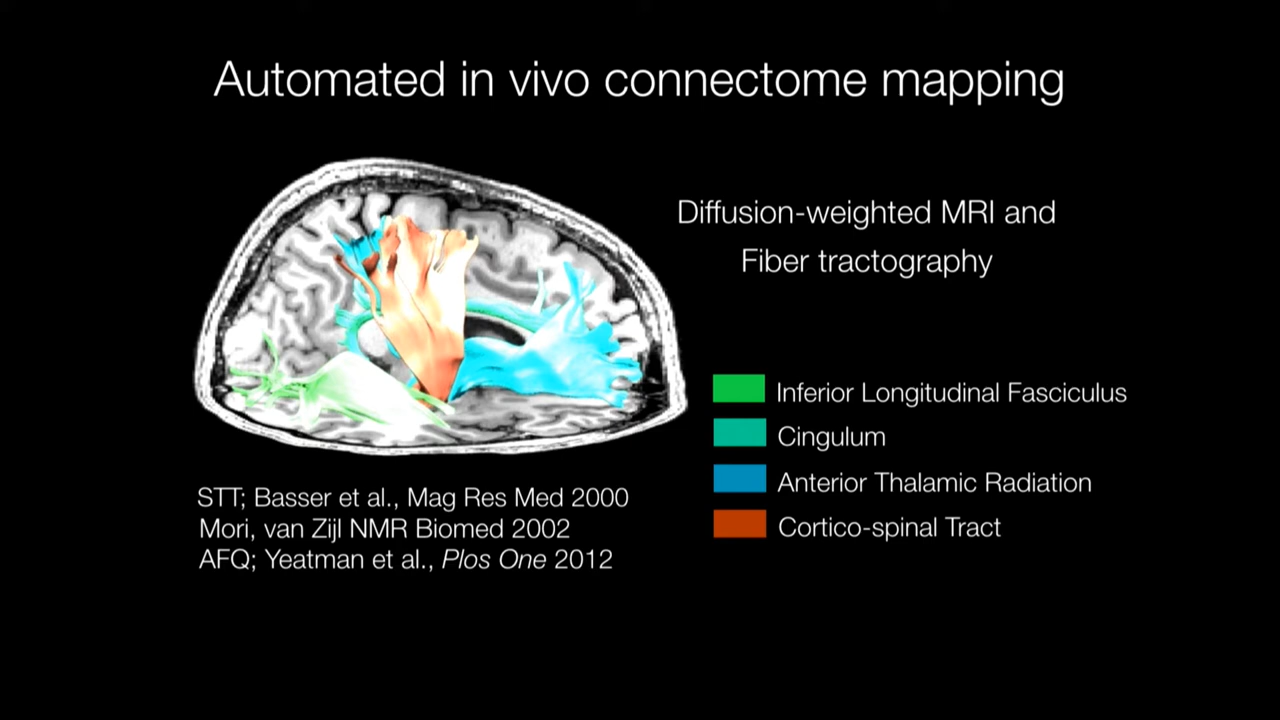 Automated in vivo connectome mapping
Diffusion-weighted MRI and
Fiber tractography
Inferior Longitudinal Fasciculus
Cingulum
Anterior Thalamic Radiation
Cortico-spinal Tract
STT; Basser et al., Mag Res Med 2000
Mori, van Zijl NMR Biomed 2002
AFQ; Yeatman et al., Plos One 2012